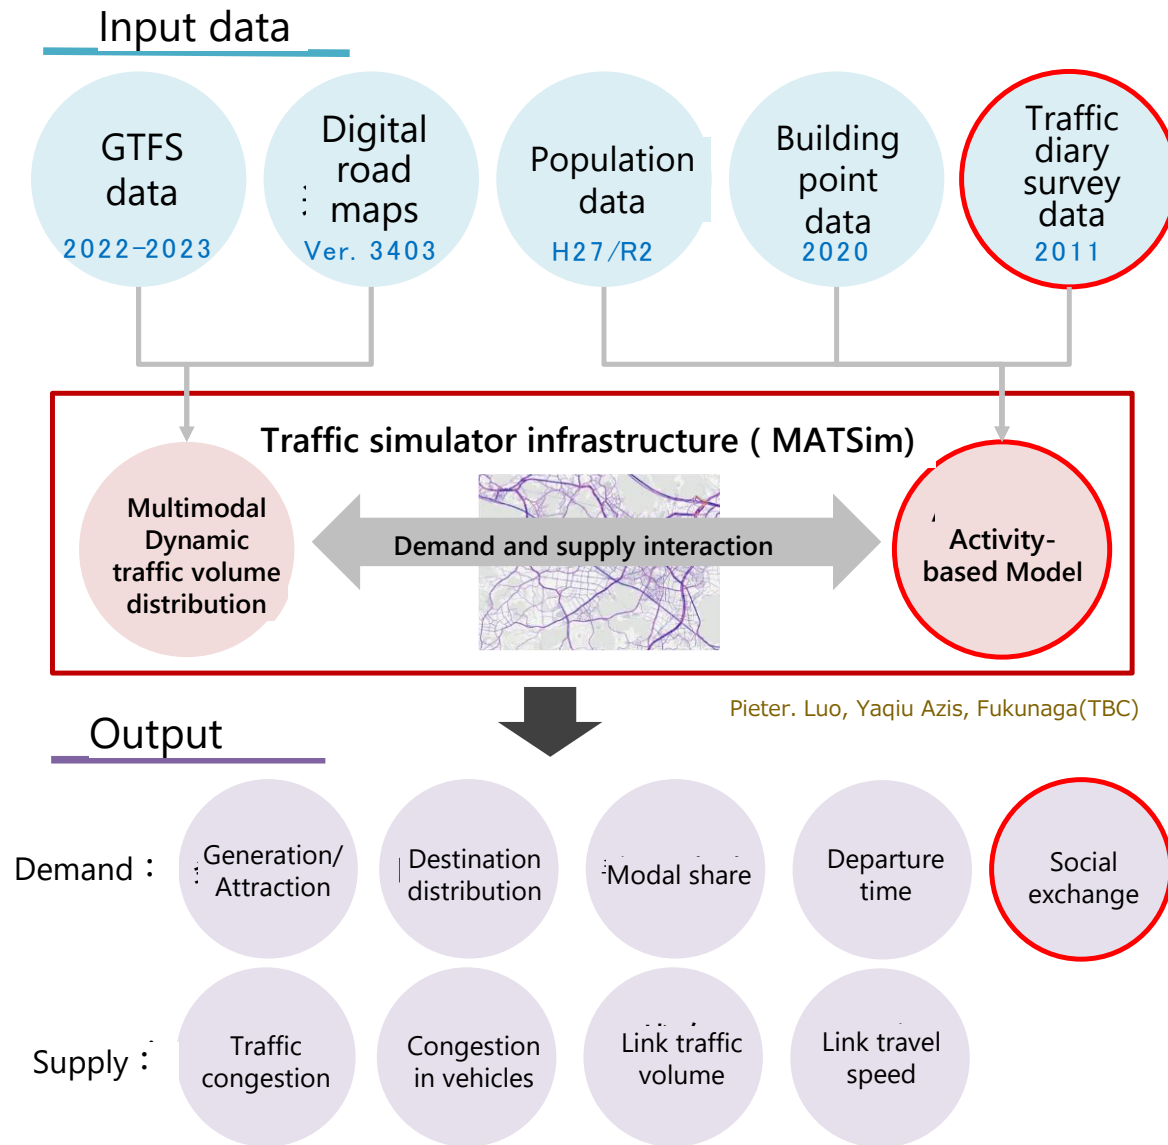 Input data
GTFS
data
2022-2023
Digital
road
maps
Ver. 3403
Population
data
H27/R2
Building
point
data
2020
Traffic
diary
survey
data
2011
Traffic simulator infrastructure ( MATSim)
Multimodal
Dynamic
traffic volume
distribution
Demand and supply interaction
Activity-
based Model
Pieter. Luo, Yaqiu Azis, Fukunaga(TBC)
Output
Demand：
Generation/
Attraction
Destination
distribution
Modal share
Departure
time
Social
exchange
Supply：
Traffic
congestion
Congestion
in vehicles
Link traffic
volume
Link travel
speed